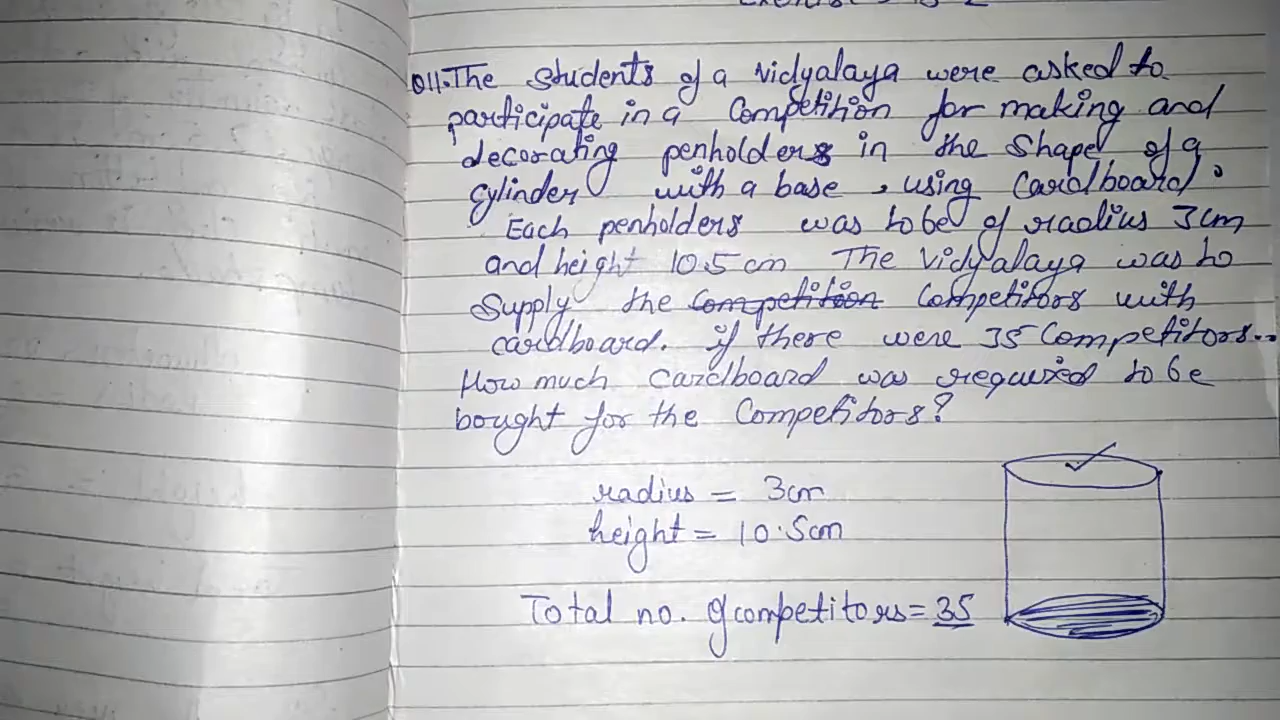 Q11. The students of a vidyalaya were asked to
participate in a Competition for making and
decorating penholders in the shape of a
cylinder with a base, using Cardboard.
Each penholders was to be of radius 3cm
and height 10.5 cm The vidyalaya was to
Supply the competition Competitors with
cardboard. if there were 35 Competitors..
How much cardboard was required to be
bought for the Competitors?
radius = 3cm
height = 10.5cm
Total no. of competitors = 35